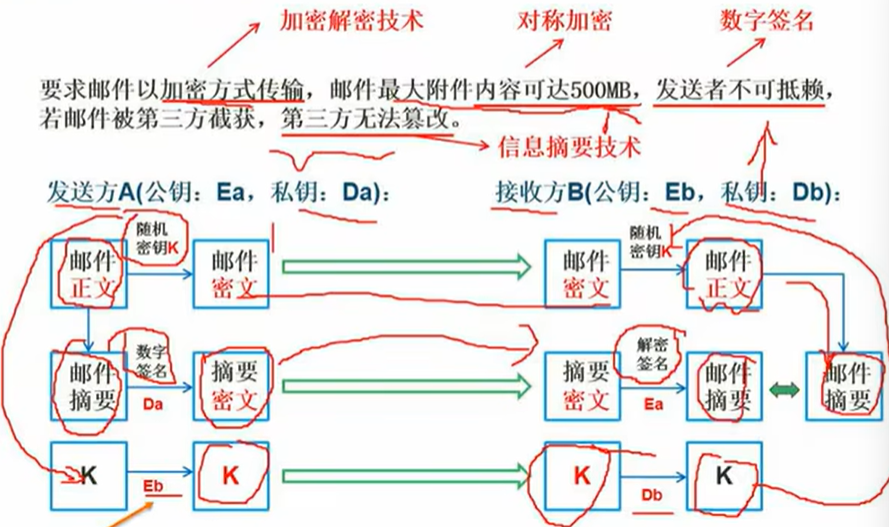 加密解密技术 对称加密 数字签名
要求邮件以加密方式传输，邮件最大附件内容可达500MB，发送者不可抵赖，
若邮件被第三方截获，第三方无法篡改。
信息摘要技术
发送方A(公钥：Ea，私钥：Da)：
接收方B(公钥：Eb，私钥：Db)：
邮件
正文
随机
密钥K
邮件
密文
邮件
密文
随机
密钥K
邮件
正文
邮件
摘要
数字
签名
Da
摘要
密文
摘要
密文
解密
签名
Ea
邮件
摘要
邮件
摘要
K
Eb
K
K
Db
K